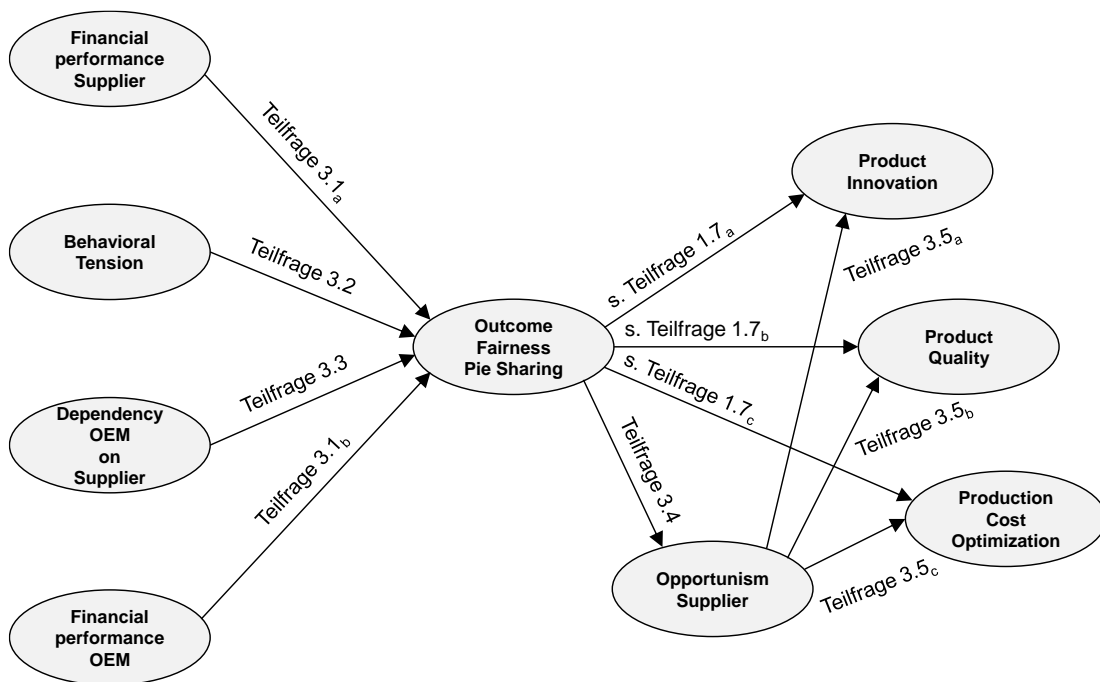 Financial
performance
Supplier
Teilfrage 3.1a
Behavioral
Tension
Teilfrage 3.2
Dependency
OEM
on
Supplier
Teilfrage 3.3
Financial
performance
OEM
Teilfrage 3.1b
Outcome
Fairness
Pie Sharing
s. Teilfrage 1.7a
s. Teilfrage 1.7b
s. Teilfrage 1.7c
Teilfrage 3.4
Opportunism
Supplier
Product
Innovation
Teilfrage 3.5a
Product
Quality
Teilfrage 3.5b
Production
Cost
Optimization
Teilfrage 3.5c